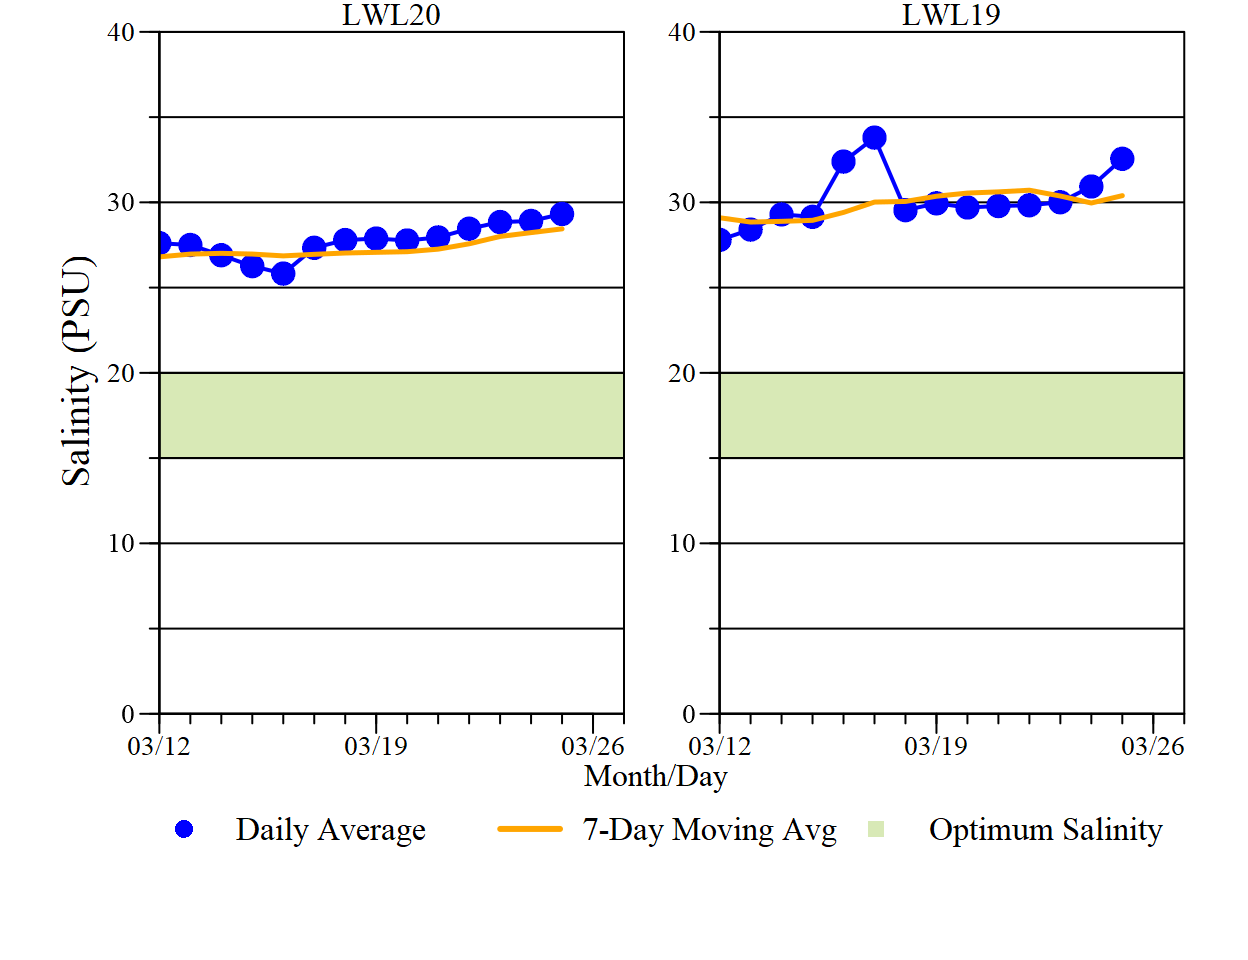 LWL20 LWL19
40 40
30 30
20 20
10 10
0 0
Salinity (PSU)
03/12 03/19 03/26 03/12 03/19 03/26
Month/Day
Daily Average 7-Day Moving Avg Optimum Salinity